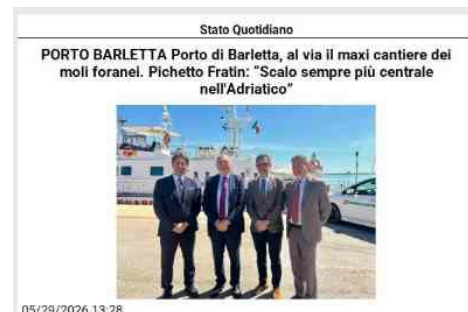 Stato Quotidiano
PORTO BARLETTA Porto di Barletta, al via il maxi cantiere dei
moli foranei. Pichetto Fratin: “Scalo sempre più centrale
nell'Adriatico”
05/29/2026 13:28